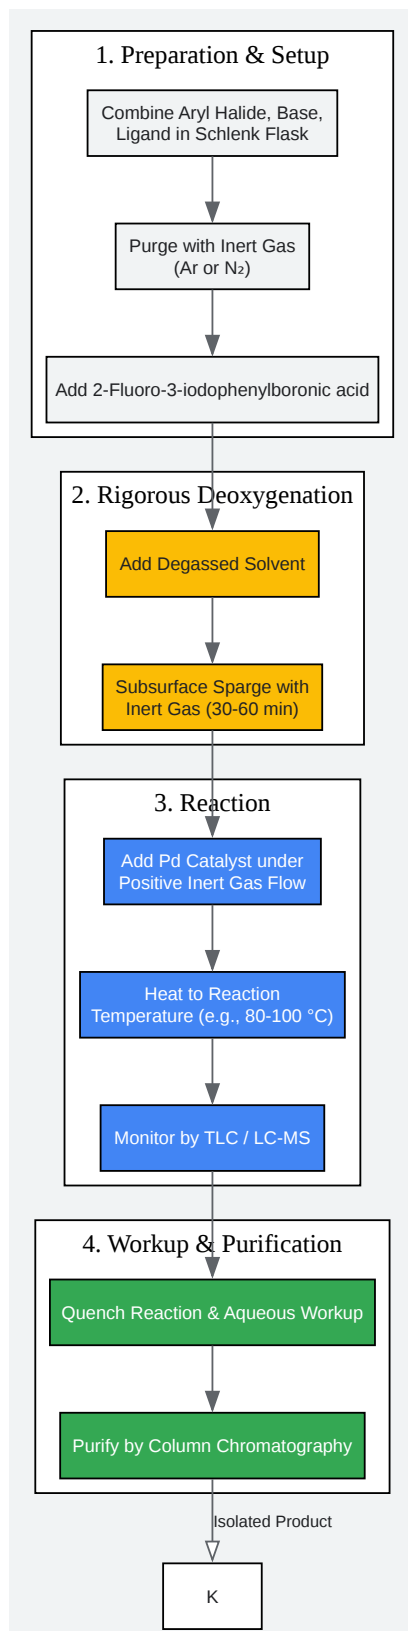 1. Preparation & Setup
Combine Aryl Halide, Base,
Ligand in Schlenk Flask
Purge with Inert Gas
(Ar or N₂)
Add 2-Fluoro-3-iodophenylboronic acid
2. Rigorous Deoxygenation
Add Degassed Solvent
Subsurface Sparge with
Inert Gas (30-60 min)
3. Reaction
Add Pd Catalyst under
Positive Inert Gas Flow
Heat to Reaction
Temperature (e.g., 80-100 °C)
Monitor by TLC / LC-MS
4. Workup & Purification
Quench Reaction & Aqueous Workup
Purify by Column Chromatography
Isolated Product
K